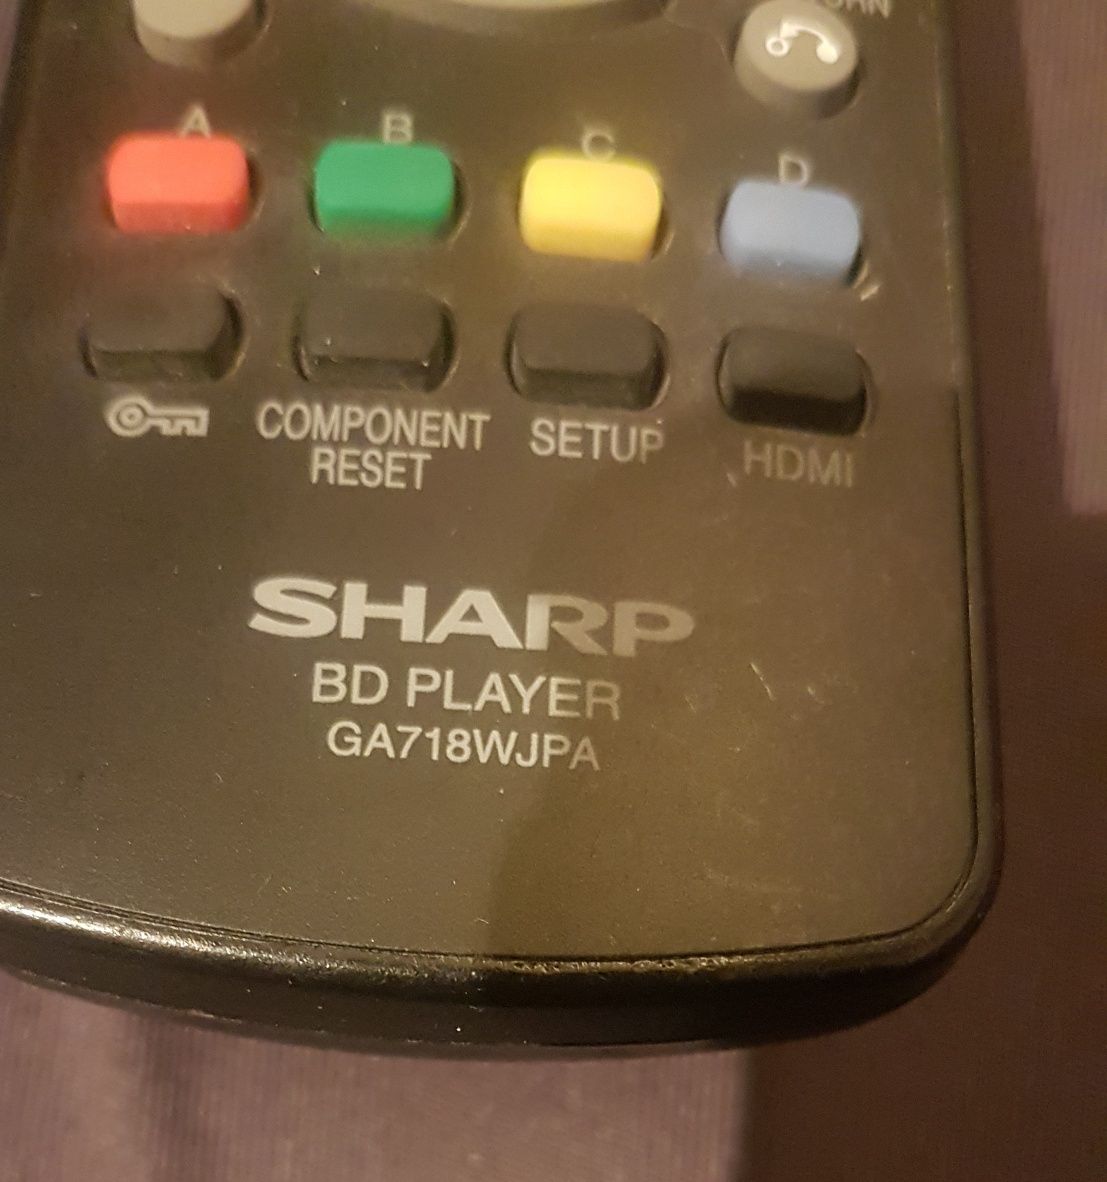 A B C D
COMPONENT
RESET
SETUP
HDMI
SHARP
BD PLAYER
GA718WJPA